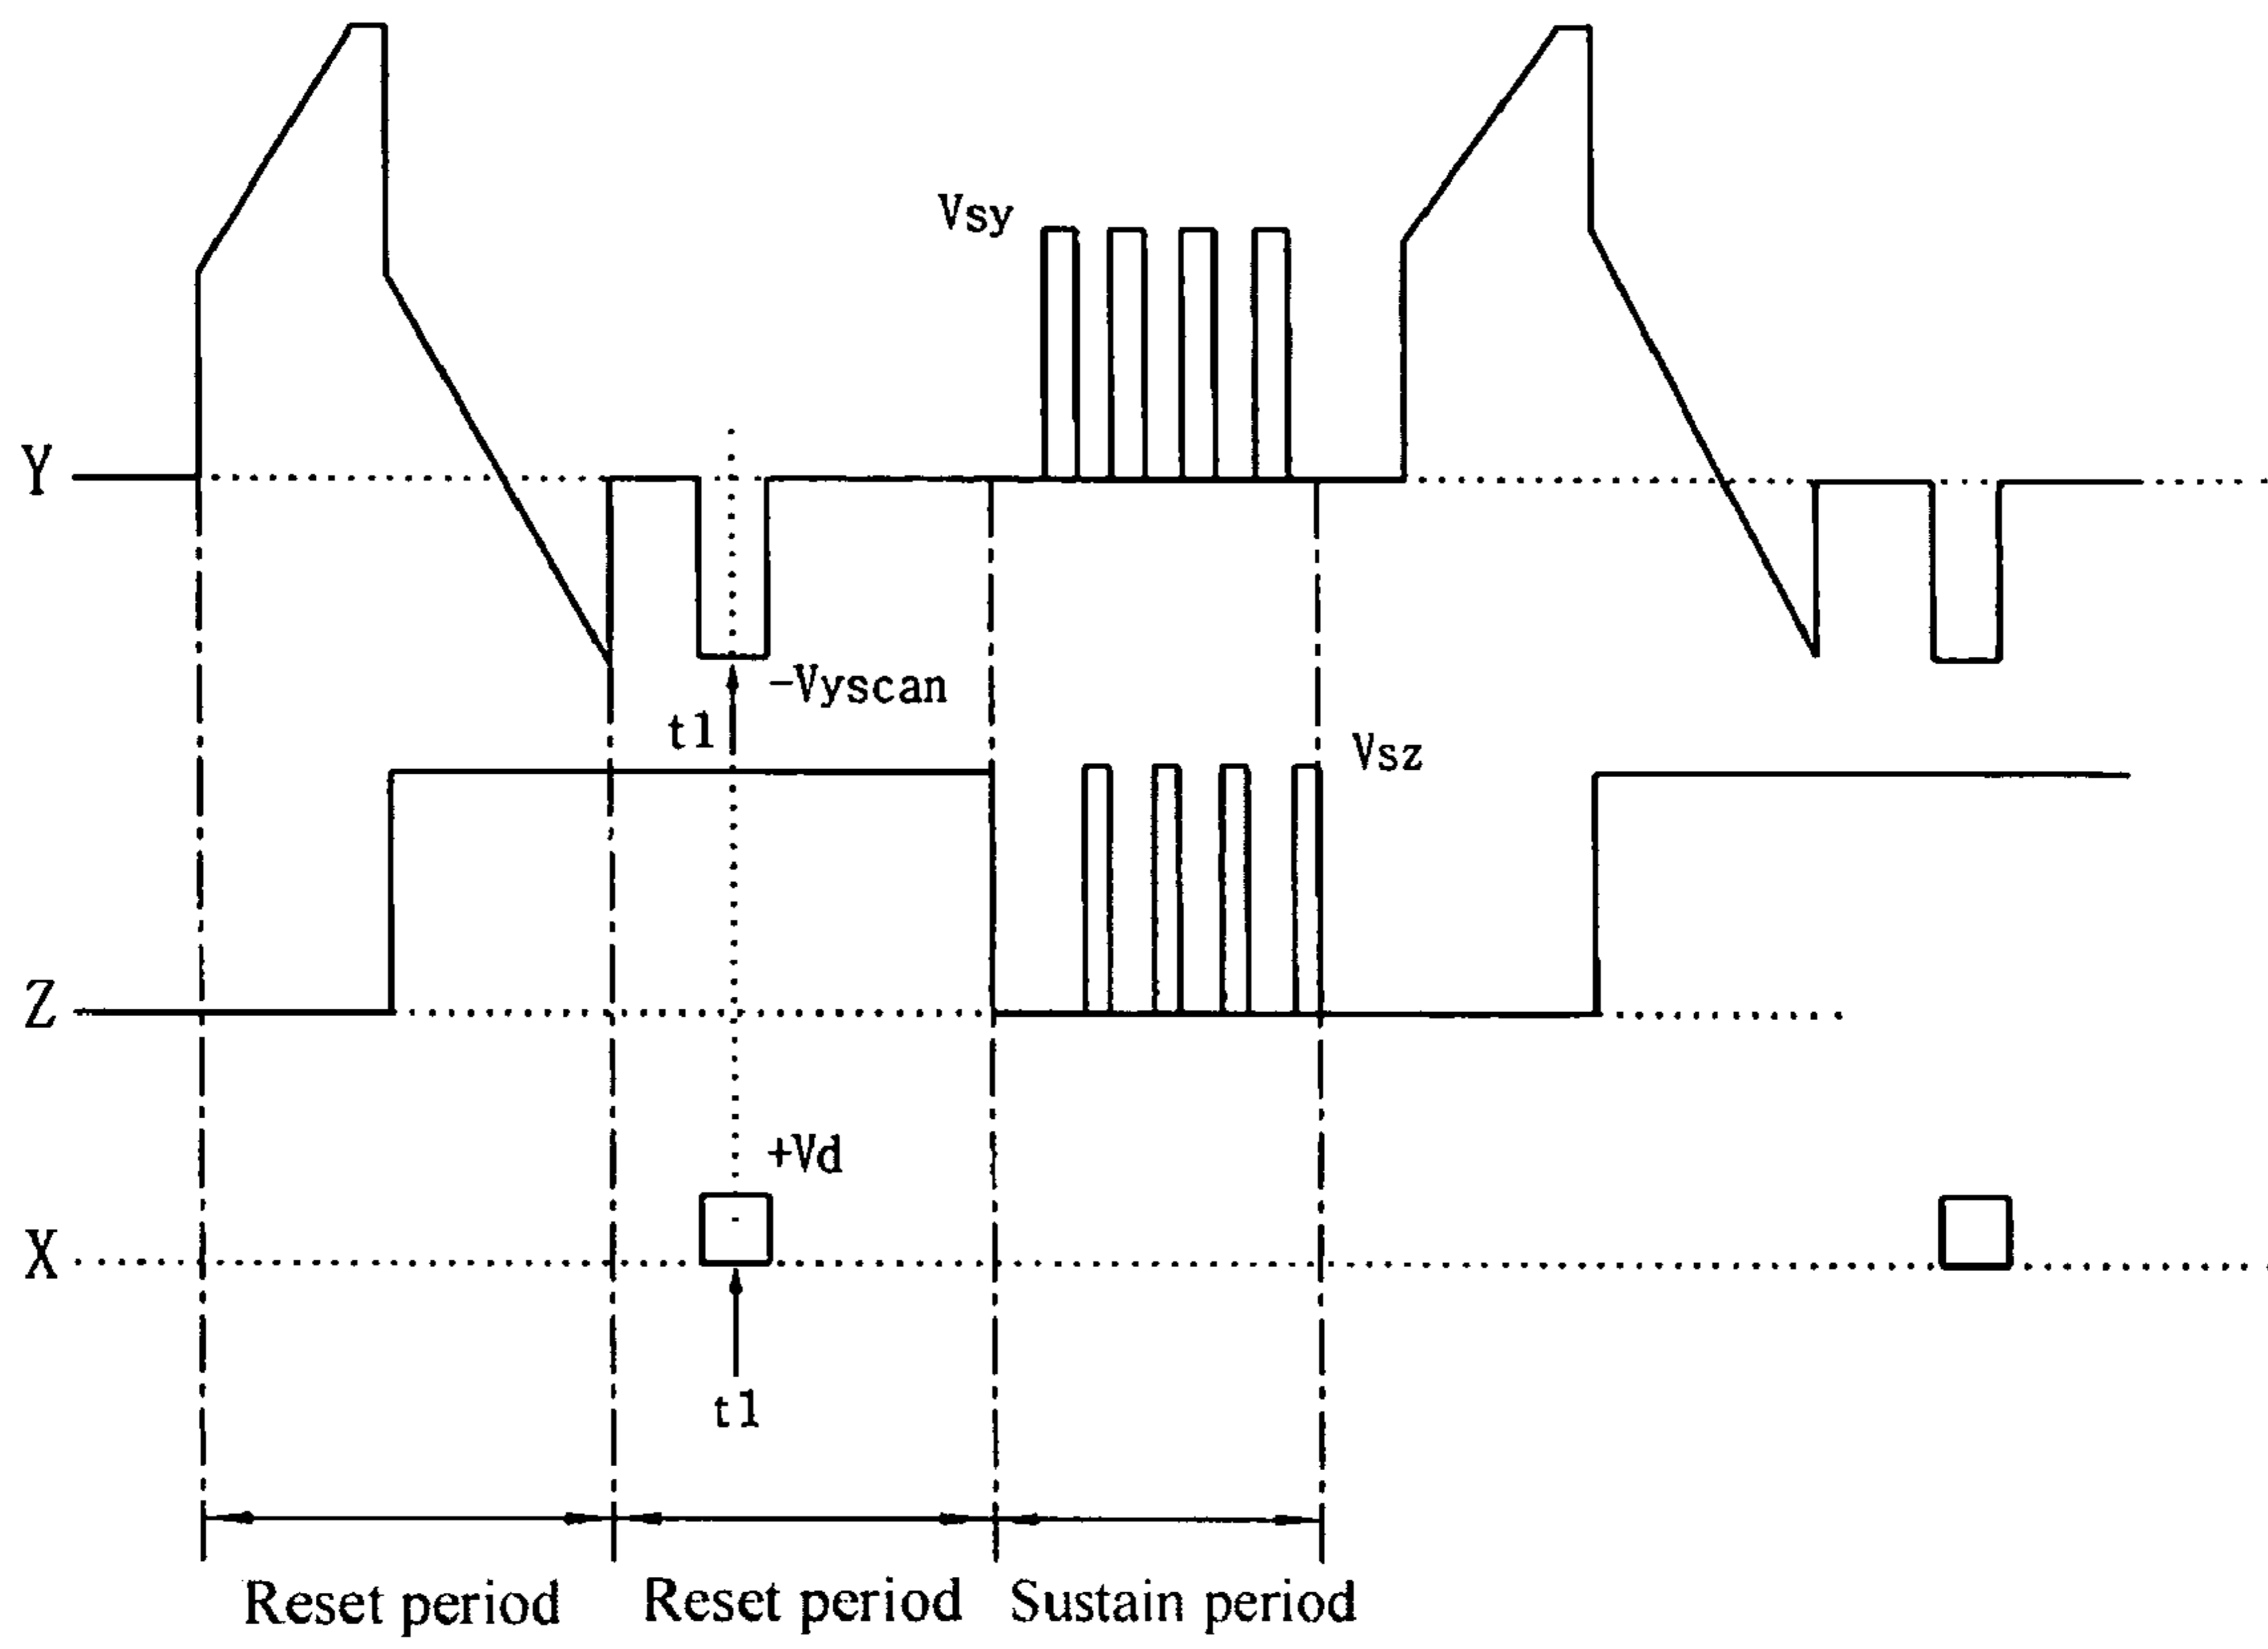 Vsy
Y
-Vyscan
t1
Vsz
Z
+Vd
X
t1
Reset period Reset period Sustain period